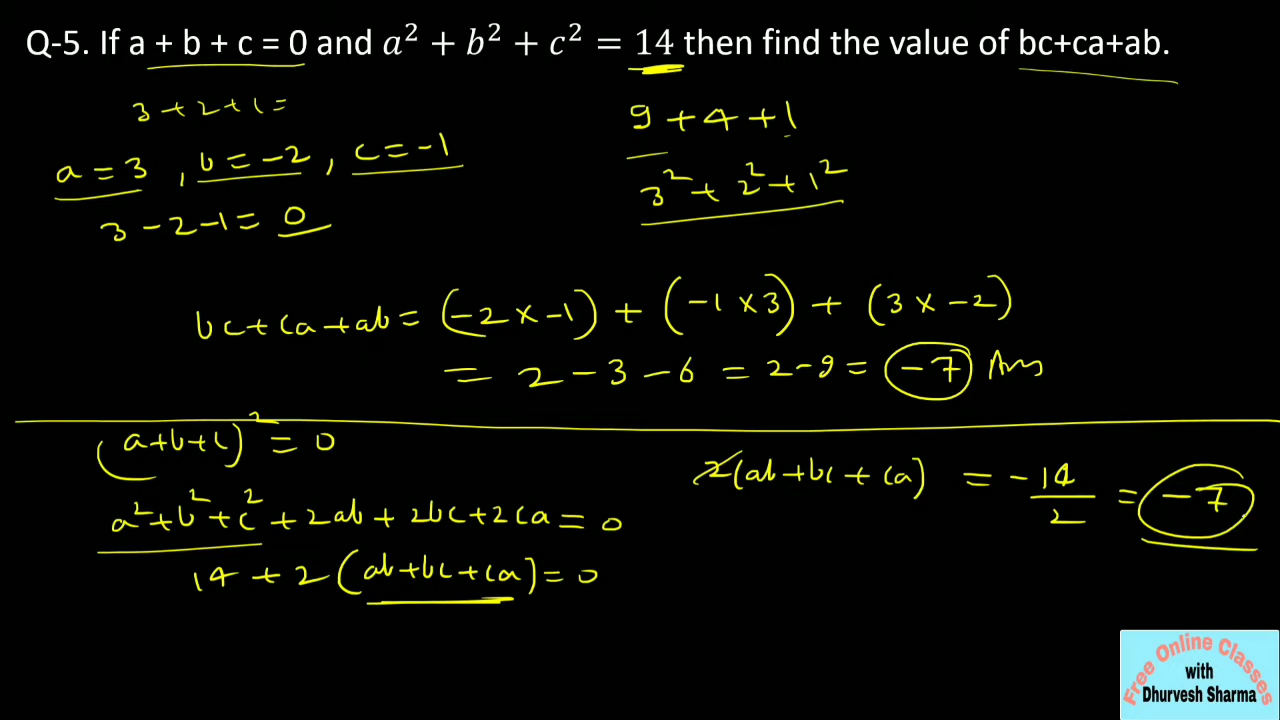 Q-5. If a + b + c = 0 and a² + b² + c² = 14 then find the value of bc+ca+ab.
3 + 2 + 1 =
9 + 4 + 1
a = 3 , b = -2 , c = -1
3² + 2² + 1²
3 - 2 - 1 = 0
bc + ca + ab = (-2 × -1) + (-1 × 3) + (3 × -2)
= 2 - 3 - 6 = 2 - 9 = -7 Ans
(a+b+c)² = 0
2(ab + bc + ca) = -14/2 = -7
a² + b² + c² + 2ab + 2bc + 2ca = 0
14 + 2 (ab + bc + ca) = 0
Free Online Classes
with
Dhurvesh Sharma